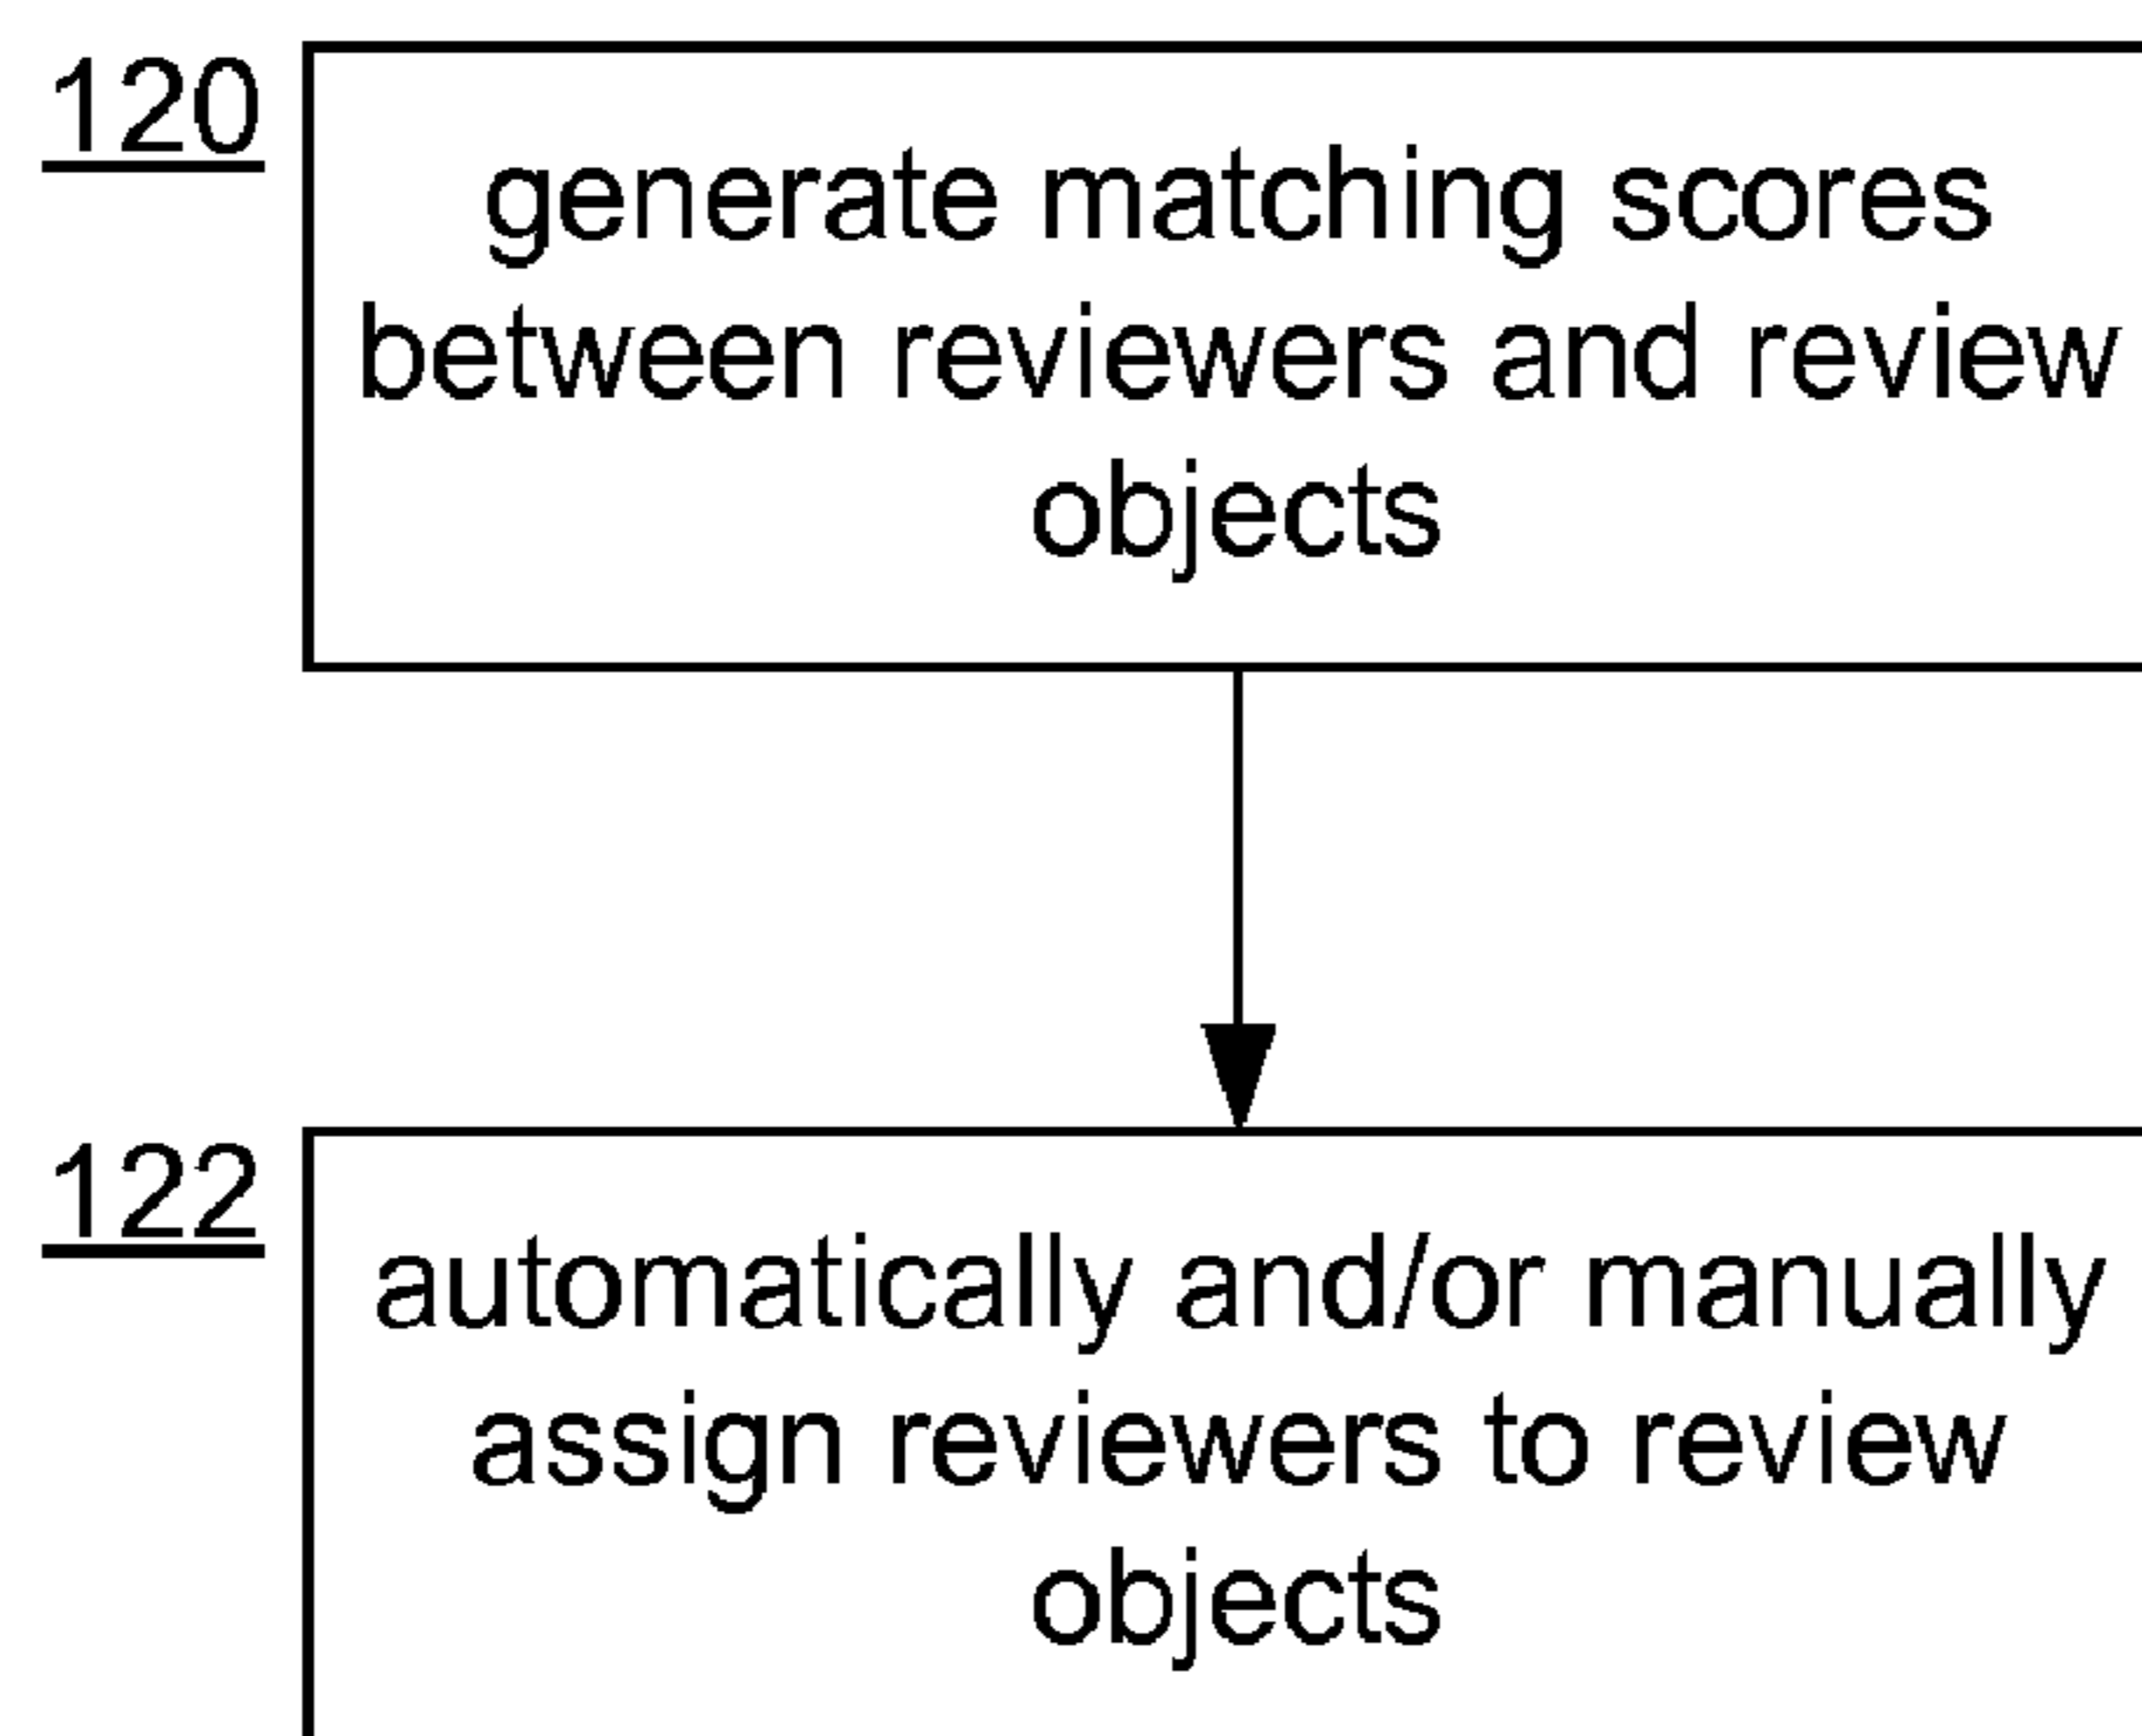 120
generate matching scores
between reviewers and review
objects
122
automatically and/or manually
assign reviewers to review
objects